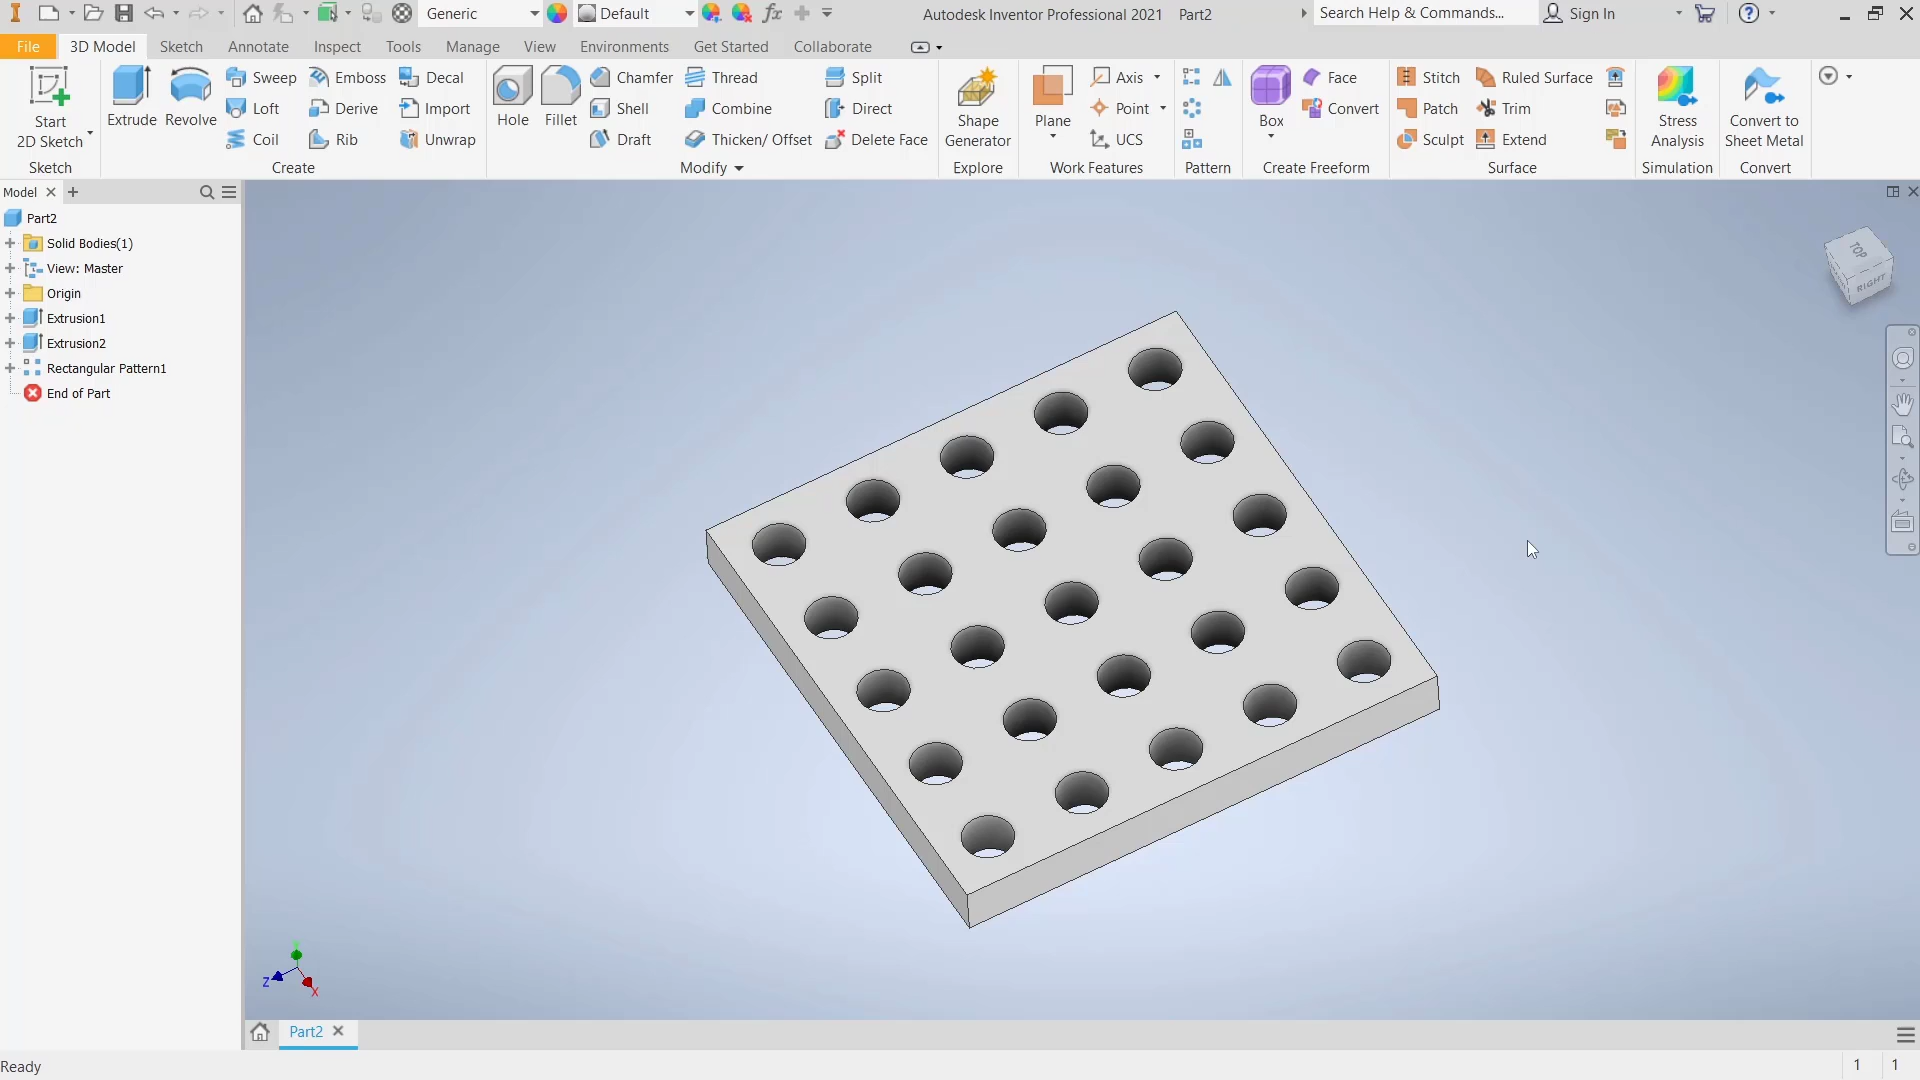 Generic
Default
Autodesk Inventor Professional 2021 Part2
Search Help & Commands...
Sign In
File 3D Model Sketch Annotate Inspect Tools Manage View Environments Get Started Collaborate
Start
2D Sketch
Extrude
Revolve
Sweep
Loft
Coil
Emboss
Derive
Rib
Decal
Import
Unwrap
Hole
Fillet
Chamfer
Shell
Draft
Thread
Combine
Thicken/ Offset
Split
Direct
Delete Face
Shape
Generator
Plane
Axis
Point
UCS
Box
Face
Convert
Stitch
Patch
Sculpt
Ruled Surface
Trim
Extend
Stress
Analysis
Convert to
Sheet Metal
Sketch Create Modify Explore Work Features Pattern Create Freeform Surface Simulation Convert
Model
Part2
Solid Bodies(1)
View: Master
Origin
Extrusion1
Extrusion2
Rectangular Pattern1
End of Part
TOP
RIGHT
Z
X
Part2
Ready
1 1